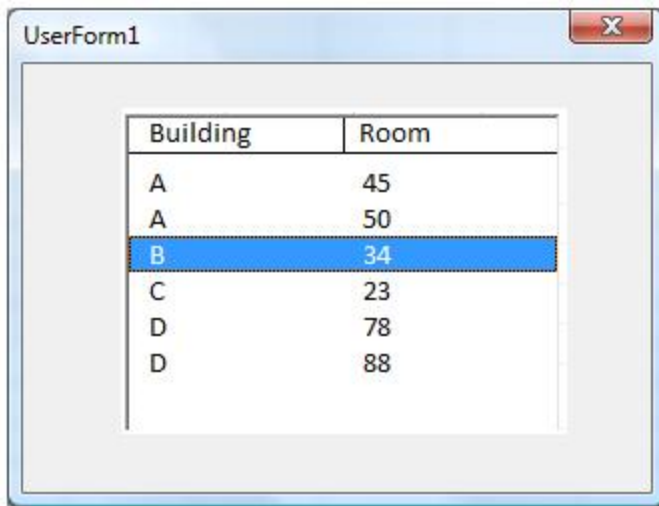 UserForm1
Building Room
A 45
A 50
B 34
C 23
D 78
D 88